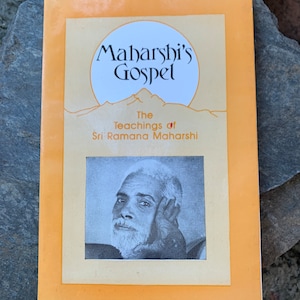 Maharshi's
Gospel
The
Teachings of
Sri Ramana Maharshi